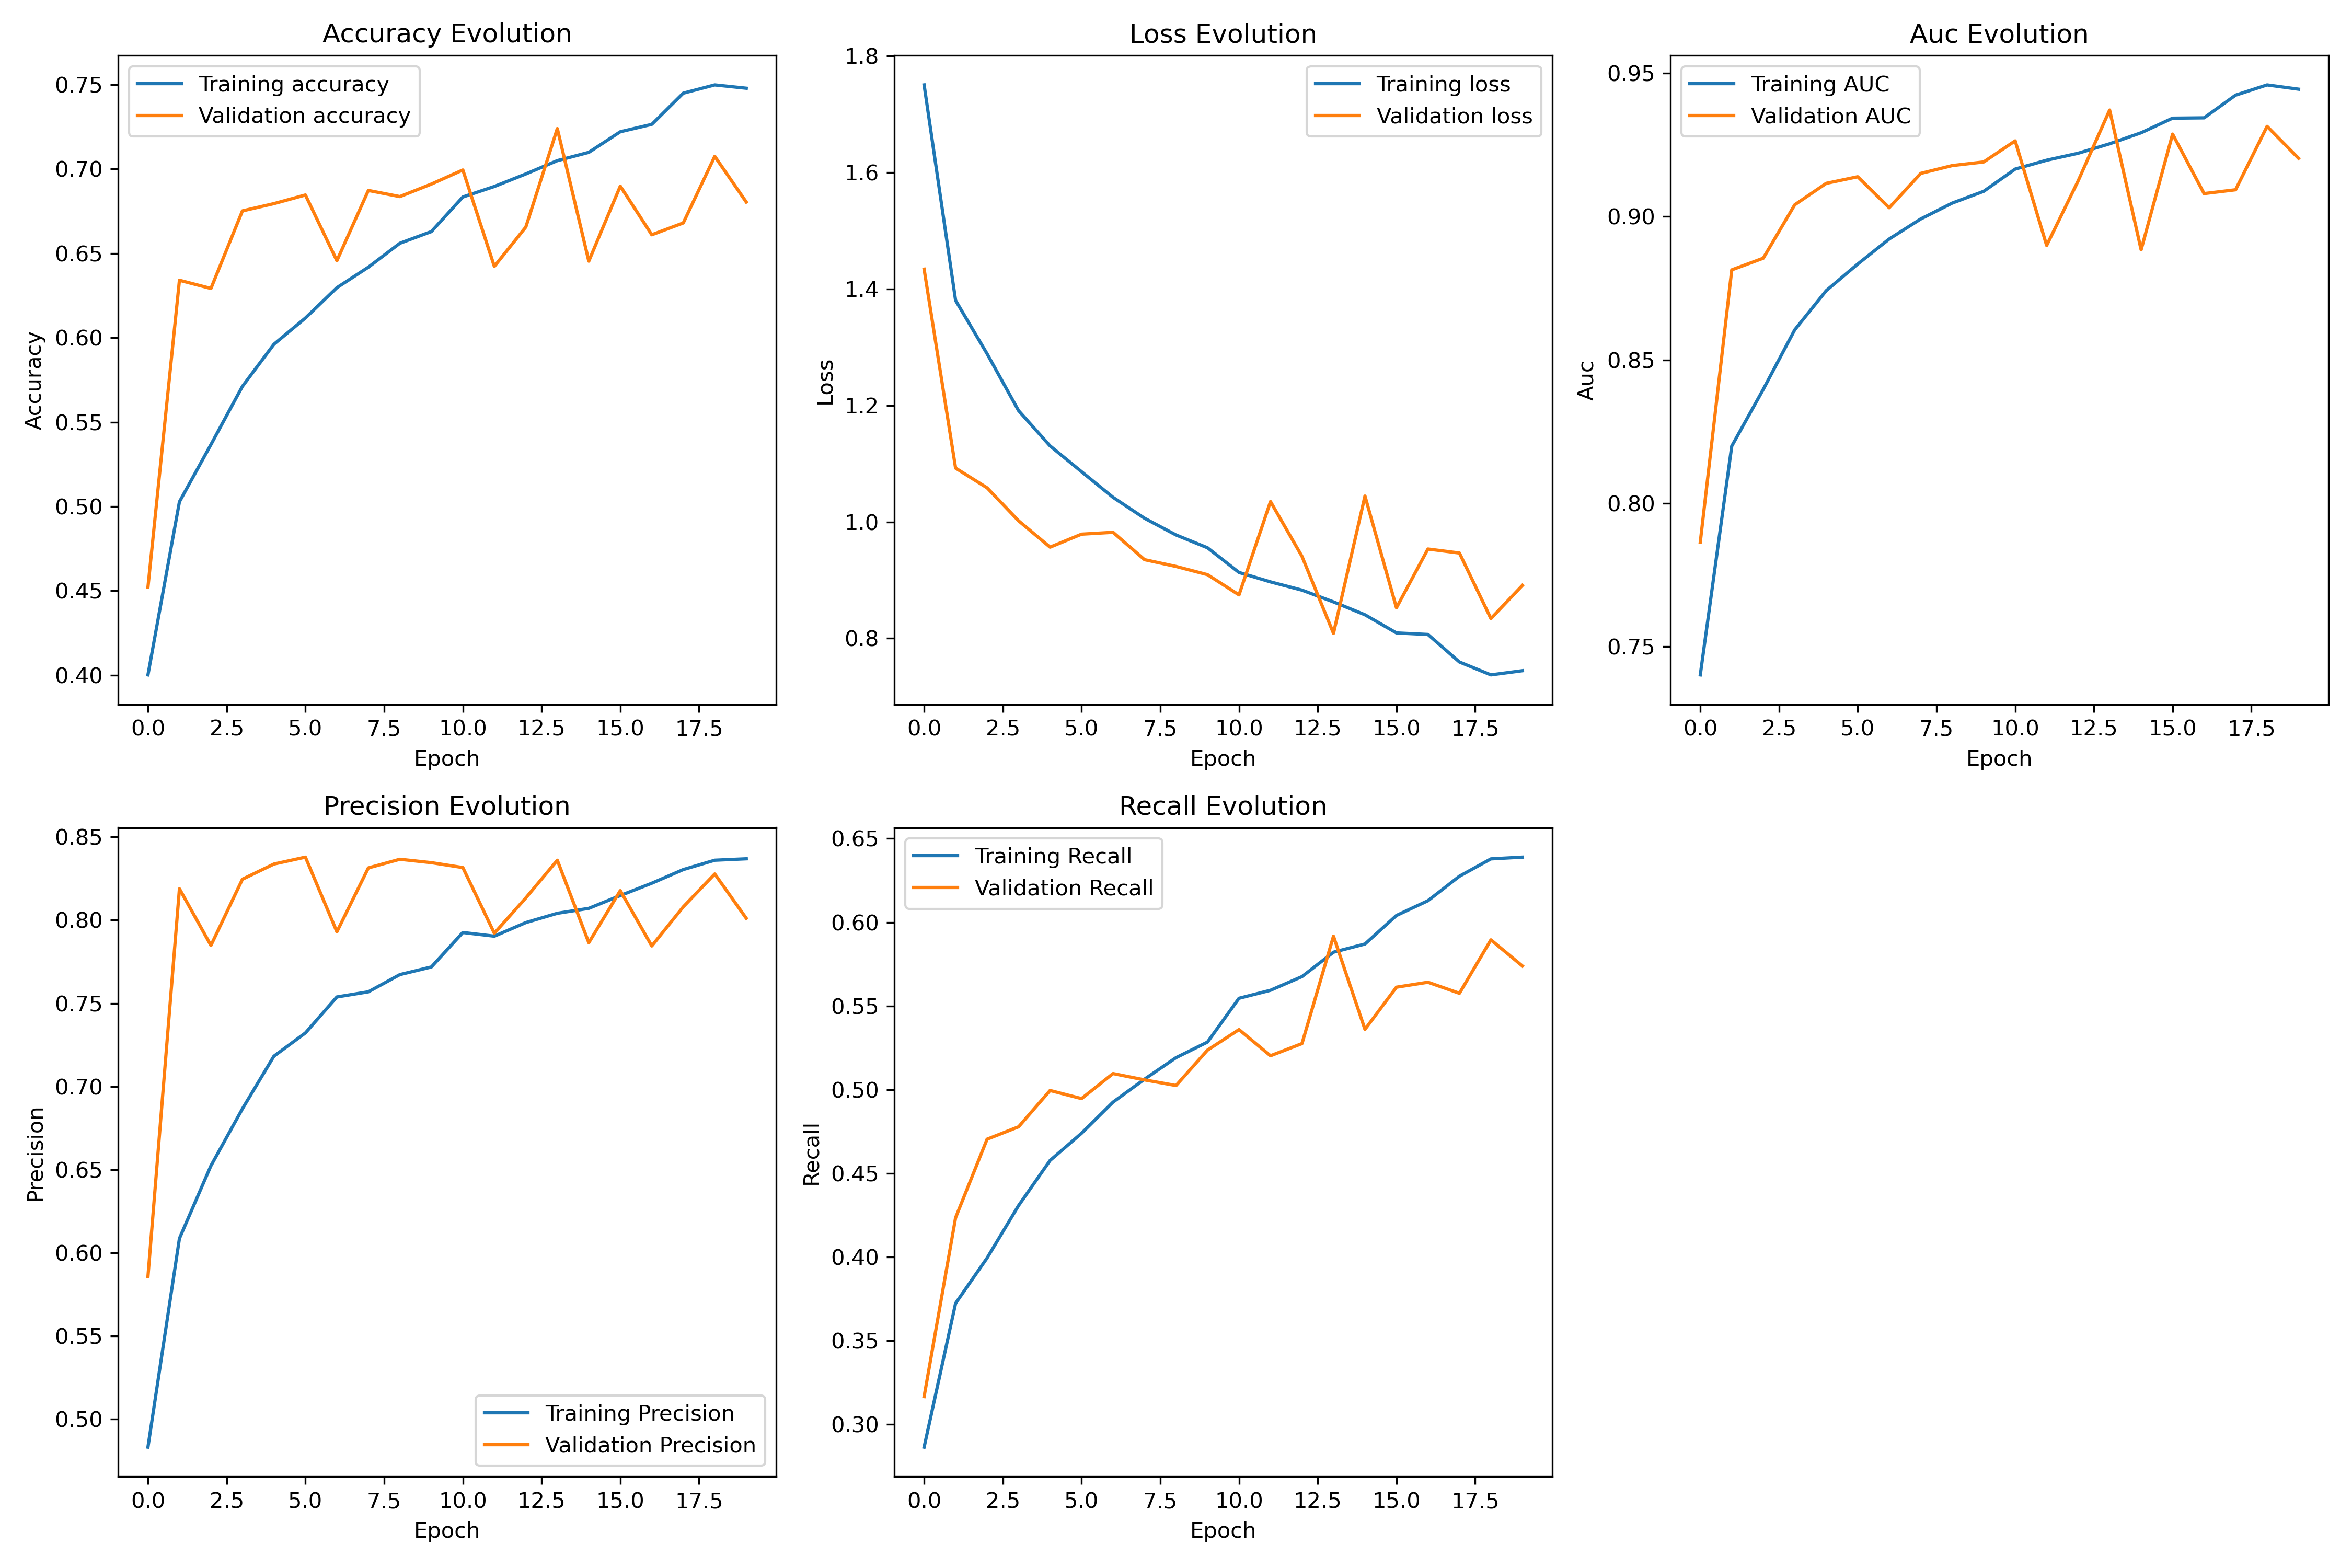 Accuracy Evolution
Training accuracy
Validation accuracy
0.75
0.70
0.65
0.60
0.55
0.50
0.45
0.40
Accuracy
0.0 2.5 5.0 7.5 10.0 12.5 15.0 17.5
Epoch
Loss Evolution
Training loss
Validation loss
1.8
1.6
1.4
1.2
1.0
0.8
Loss
0.0 2.5 5.0 7.5 10.0 12.5 15.0 17.5
Epoch
Auc Evolution
Training AUC
Validation AUC
0.95
0.90
0.85
0.80
0.75
Auc
0.0 2.5 5.0 7.5 10.0 12.5 15.0 17.5
Epoch
Precision Evolution
0.85
0.80
0.75
0.70
0.65
0.60
0.55
0.50
Precision
Training Precision
Validation Precision
0.0 2.5 5.0 7.5 10.0 12.5 15.0 17.5
Epoch
Recall Evolution
Training Recall
Validation Recall
0.65
0.60
0.55
0.50
0.45
0.40
0.35
0.30
Recall
0.0 2.5 5.0 7.5 10.0 12.5 15.0 17.5
Epoch